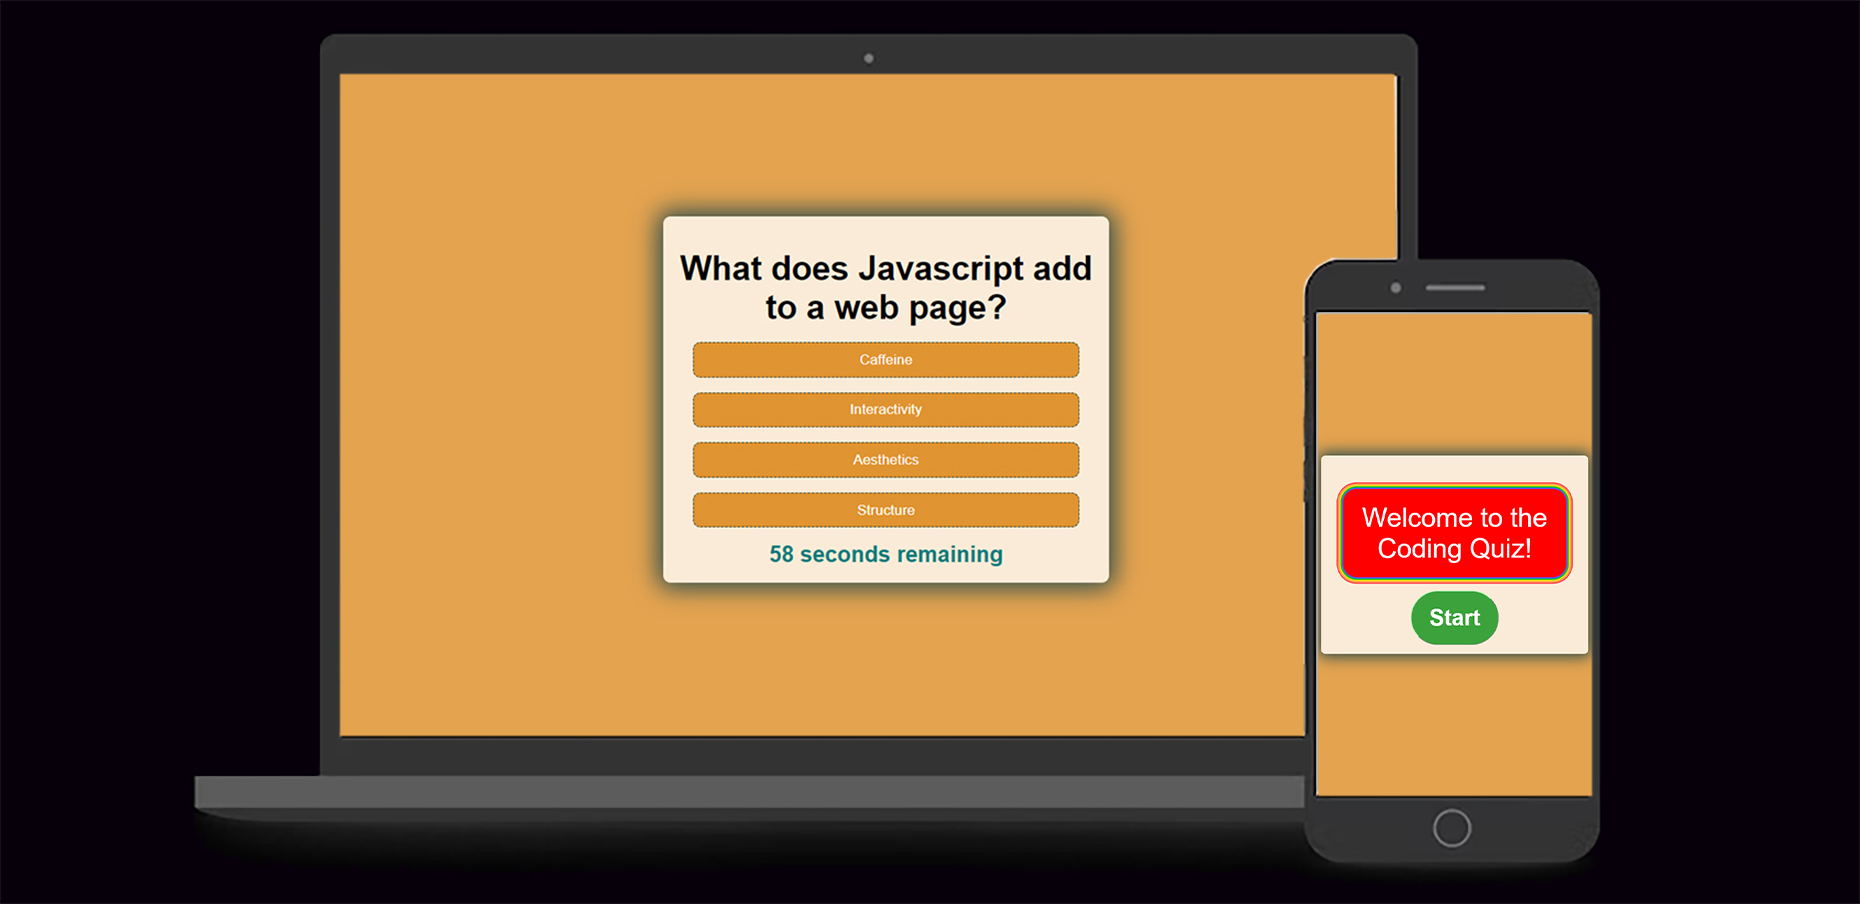 What does Javascript add
to a web page?
Caffeine
Interactivity
Aesthetics
Structure
58 seconds remaining
Welcome to the
Coding Quiz!
Start